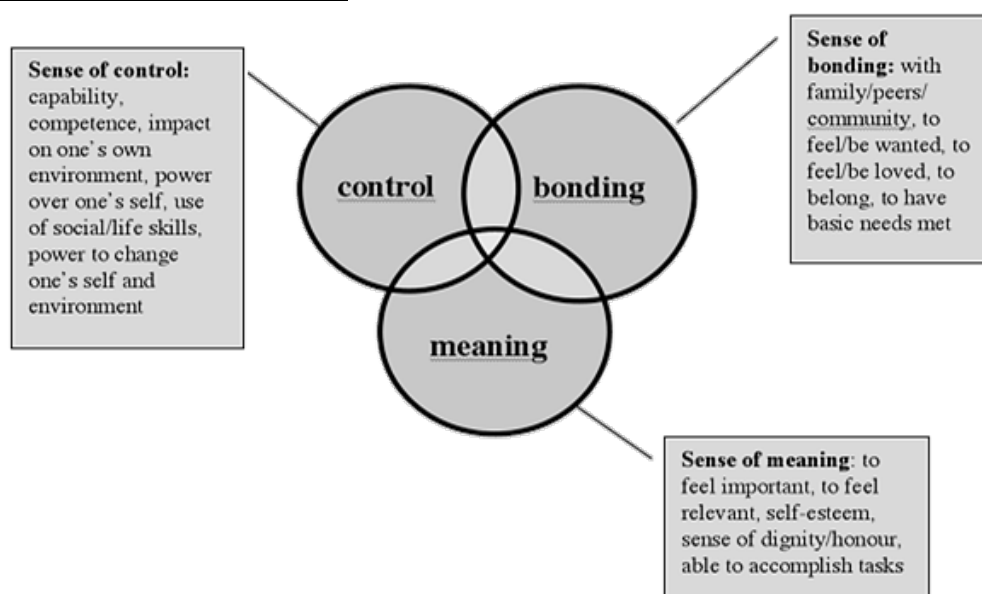 Sense of control:
capability,
competence, impact
on one`s own
environment, power
over one`s self, use
of social/life skills,
power to change
one`s self and
environment
control
bonding
meaning
Sense of
bonding: with
family/peers/
community, to
feel/be wanted, to
feel/be loved, to
belong, to have
basic needs met
Sense of meaning: to
feel important, to feel
relevant, self-esteem,
sense of dignity/honour,
able to accomplish tasks